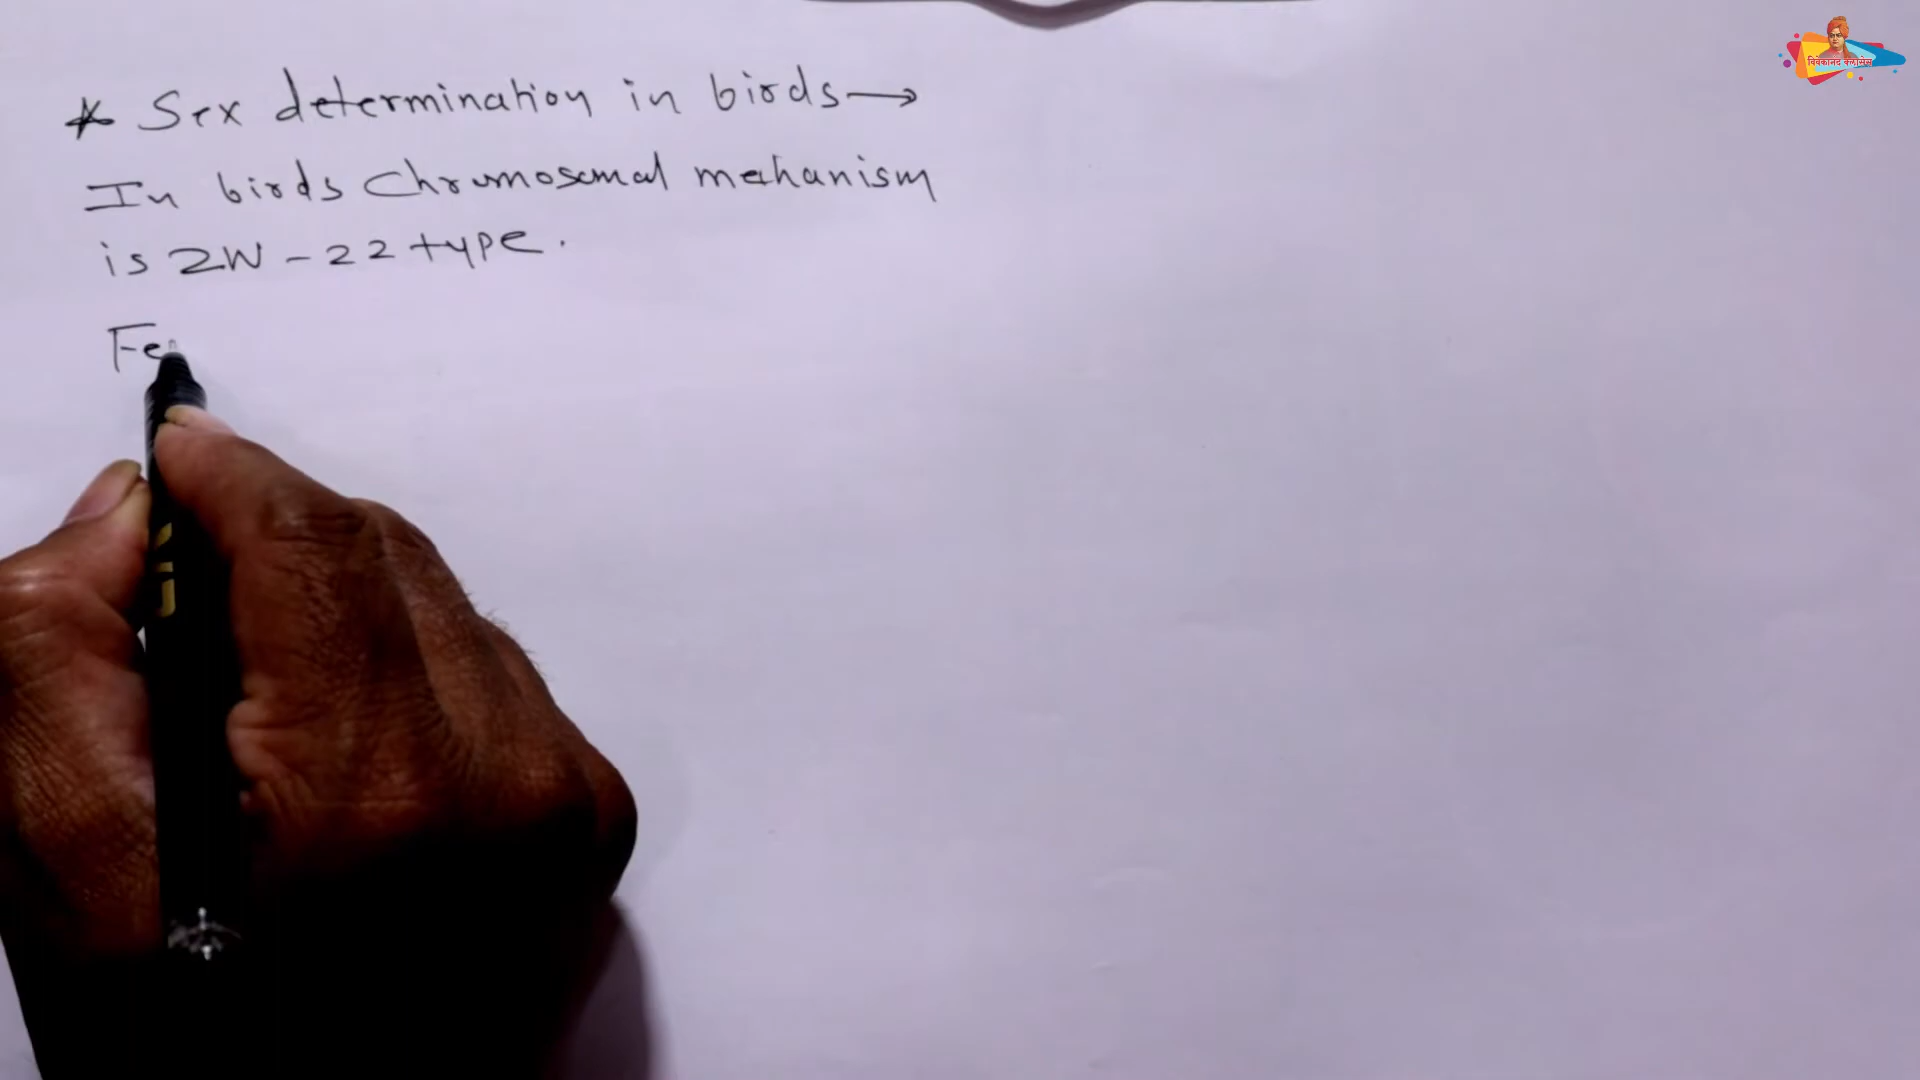 * Sex determination in birds →
In birds Chromosomal mehanism
is ZW - ZZ type.
Fe
विवेकानंद क्लासेस